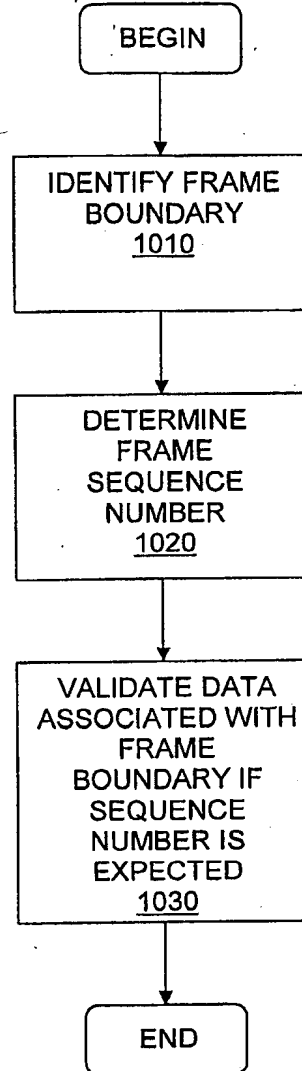 BEGIN
IDENTIFY FRAME
BOUNDARY
1010
DETERMINE
FRAME
SEQUENCE
NUMBER
1020
VALIDATE DATA
ASSOCIATED WITH
FRAME
BOUNDARY IF
SEQUENCE
NUMBER IS
EXPECTED
1030
END